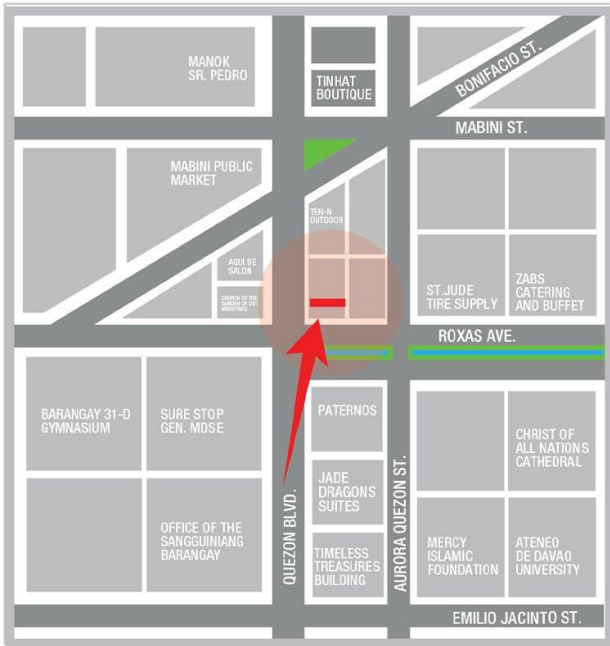 MANOK
SR. PEDRO
TINHAT
BOUTIQUE
BONIFACIO ST.
MABINI ST.
MABINI PUBLIC
MARKET
TEN-N
OUTDOOR
AQUI DE
SALON
CHURCH OF THE
GARDEN OF
MINISTRIES
ST.JUDE
TIRE SUPPLY
ZABS
CATERING
AND BUFFET
ROXAS AVE.
BARANGAY 31-D
GYMNASIUM
SURE STOP
GEN. MDSE
PATERNOS
CHRIST OF
ALL NATIONS
CATHEDRAL
JADE
DRAGONS
SUITES
QUEZON BLVD.
AURORA QUEZON ST.
OFFICE OF THE
SANGGUINIANG
BARANGAY
TIMELESS
TREASURES
BUILDING
MERCY
ISLAMIC
FOUNDATION
ATENEO
DE DAVAO
UNIVERSITY
EMILIO JACINTO ST.